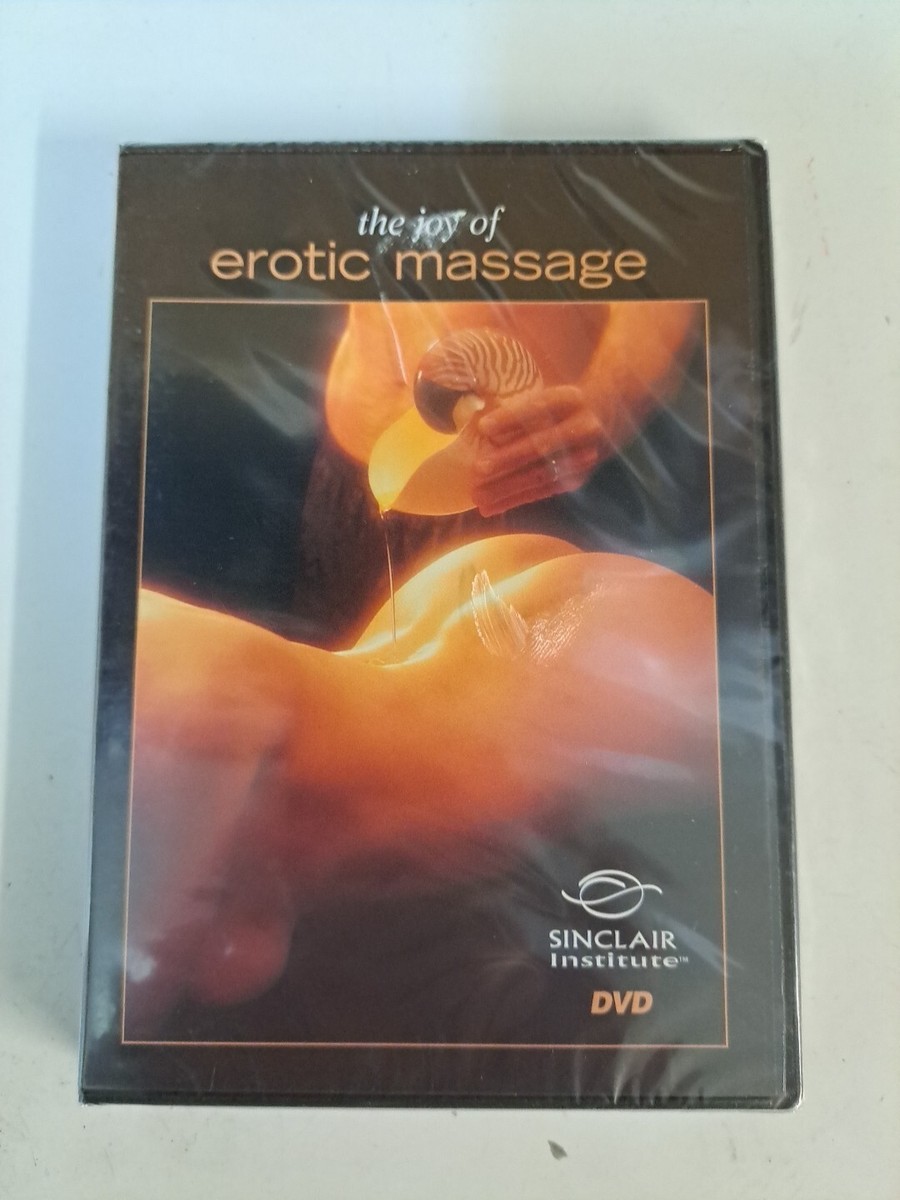 the joy of
erotic massage
SINCLAIR
Institute™
DVD